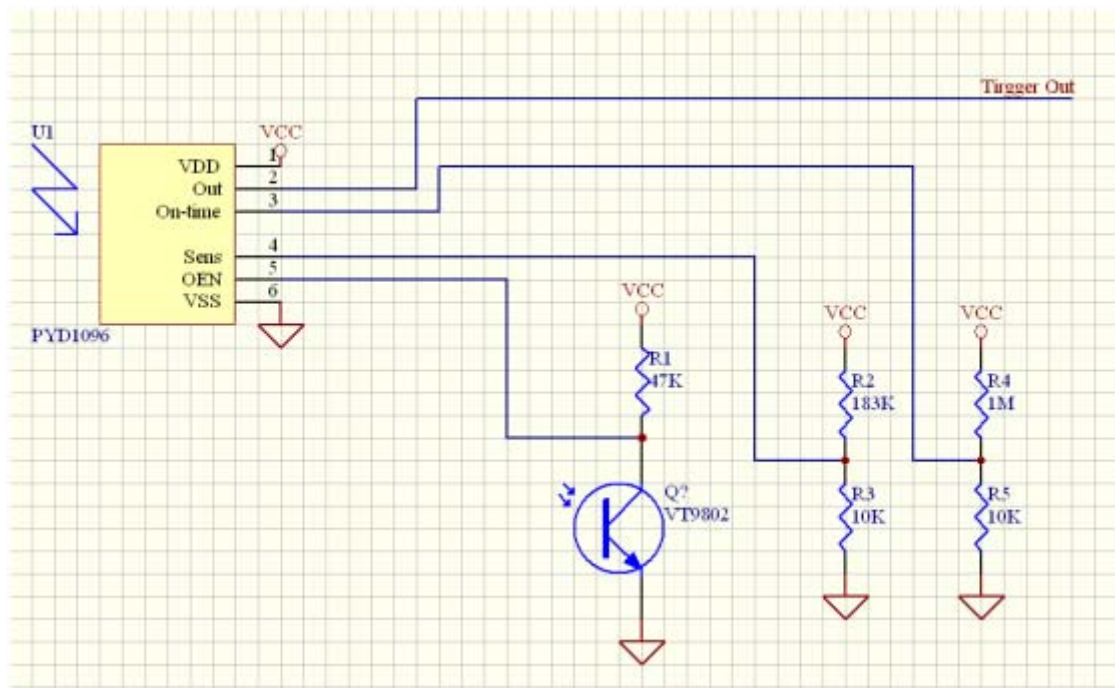 Tirgger Out
U1
VCC
VDD 1
Out 2
On-time 3
Sens 4
OEN 5
VSS 6
PYD1096
VCC
R1
47K
Q?
VT9802
VCC
R2
183K
R3
10K
VCC
R4
1M
R5
10K